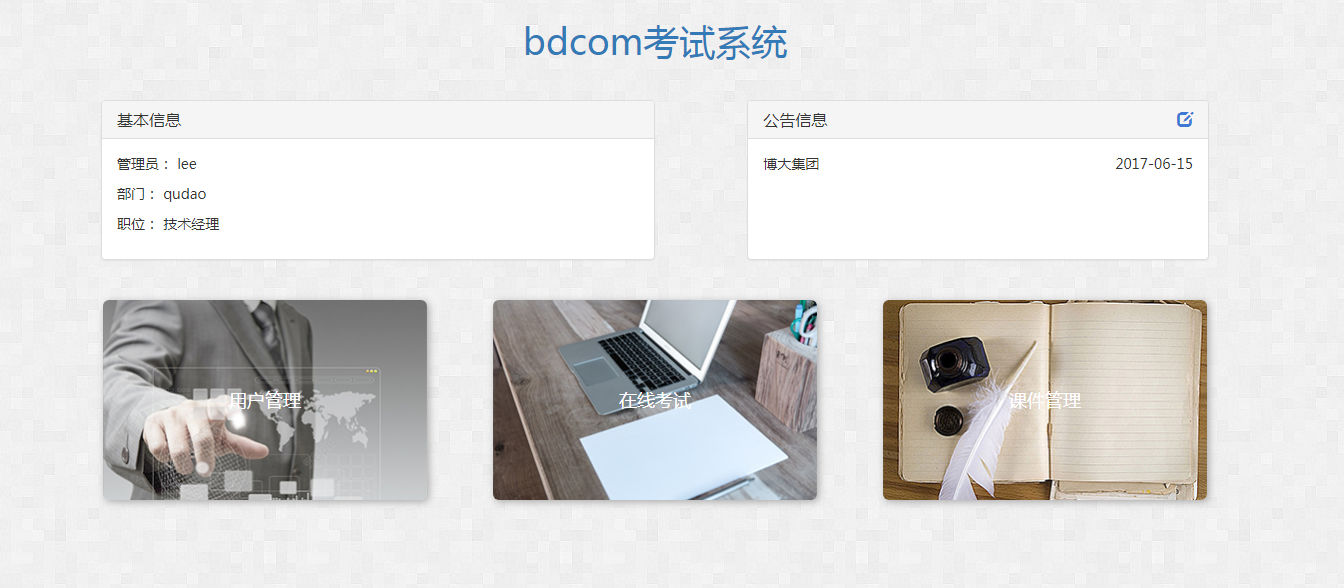 bdcom考试系统
基本信息
管理员： lee
部门： qudao
职位： 技术经理
公告信息
博大集团 2017-06-15
用户管理
在线考试
课件管理